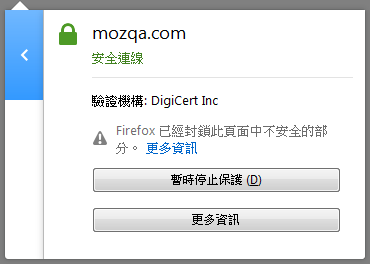 mozqa.com
安全連線
驗證機構: DigiCert Inc
Firefox 已經封鎖此頁面中不安全的部
分。 更多資訊
暫時停止保護 (D)
更多資訊